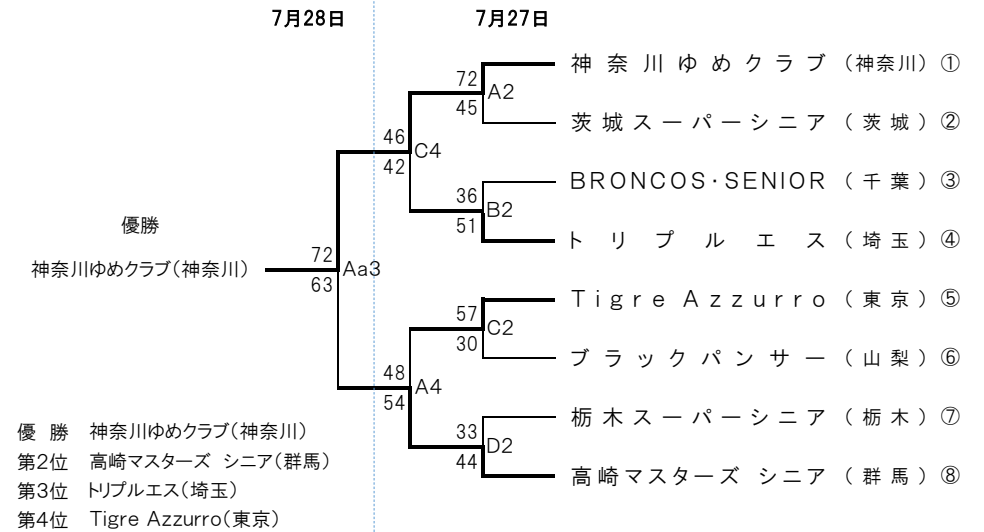 7月28日 7月27日
神奈川ゆめクラブ (神奈川) ①
72
A2
45
茨城スーパーシニア (茨城) ②
46
C4
42
BRONCOS・SENIOR (千葉) ③
36
B2
51
トリプルエス (埼玉) ④
優勝
神奈川ゆめクラブ(神奈川)
72
Aa3
63
Tigre Azzurro (東京) ⑤
57
C2
30
ブラックパンサー (山梨) ⑥
48
A4
54
栃木スーパーシニア (栃木) ⑦
33
D2
44
高崎マスターズ シニア (群馬) ⑧
優 勝 神奈川ゆめクラブ(神奈川)
第2位 高崎マスターズ シニア(群馬)
第3位 トリプルエス(埼玉)
第4位 Tigre Azzurro(東京)